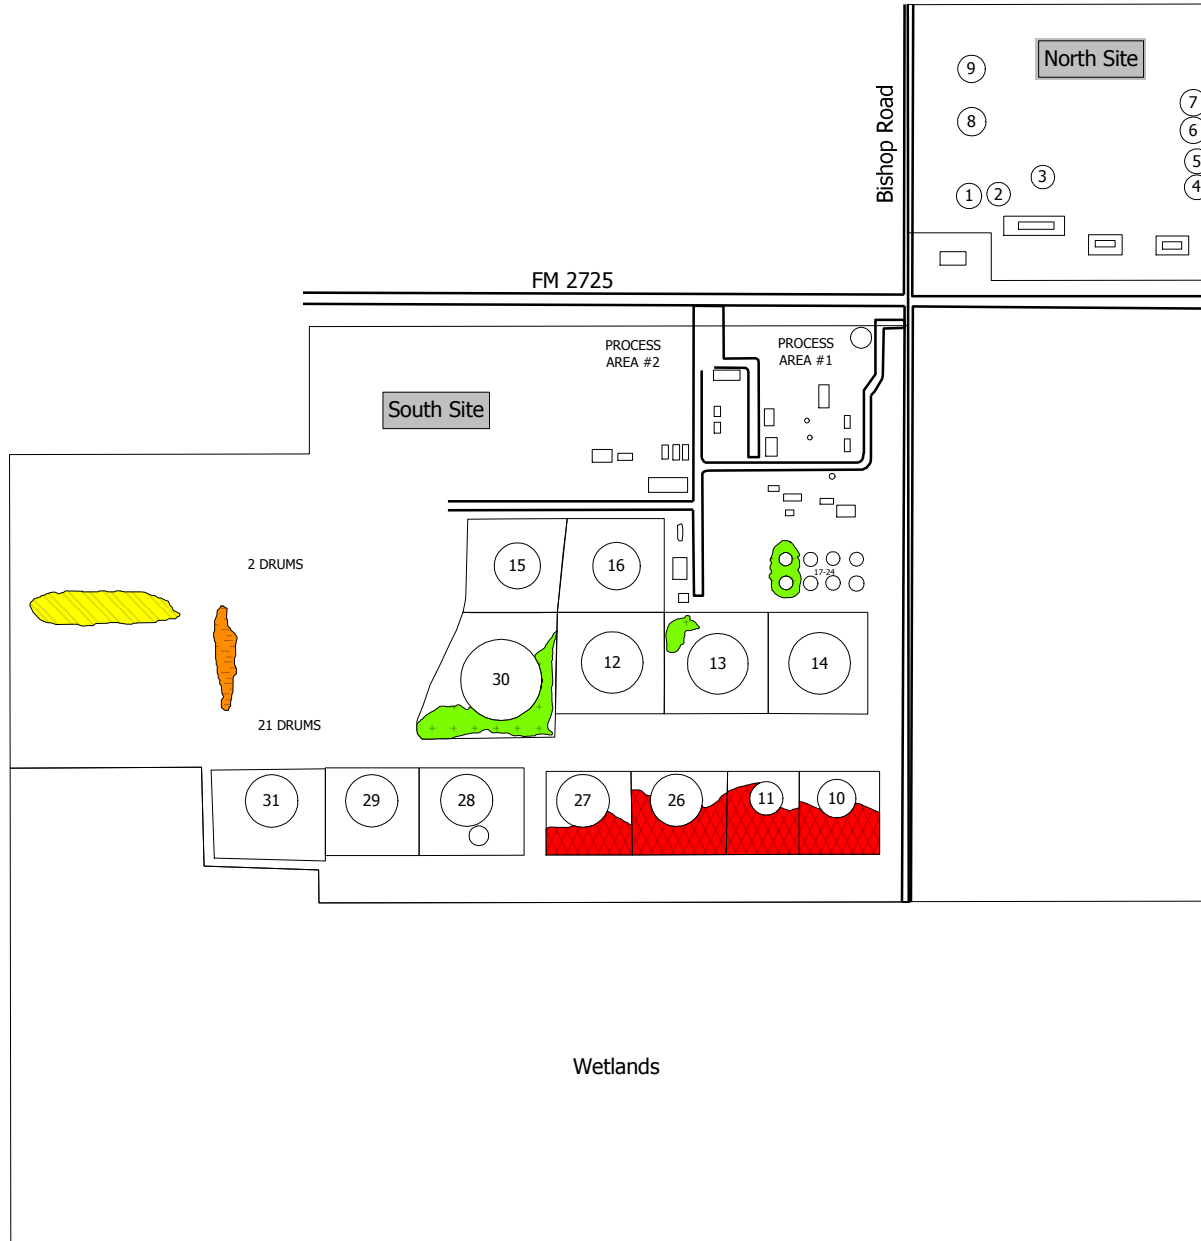 North Site
9
7
8
6
5
4
3
1
2
Bishop Road
FM 2725
PROCESS
AREA #2
PROCESS
AREA #1
South Site
2 DRUMS
15
16
17-24
30
12
13
14
21 DRUMS
31
29
28
27
26
11
10
Wetlands